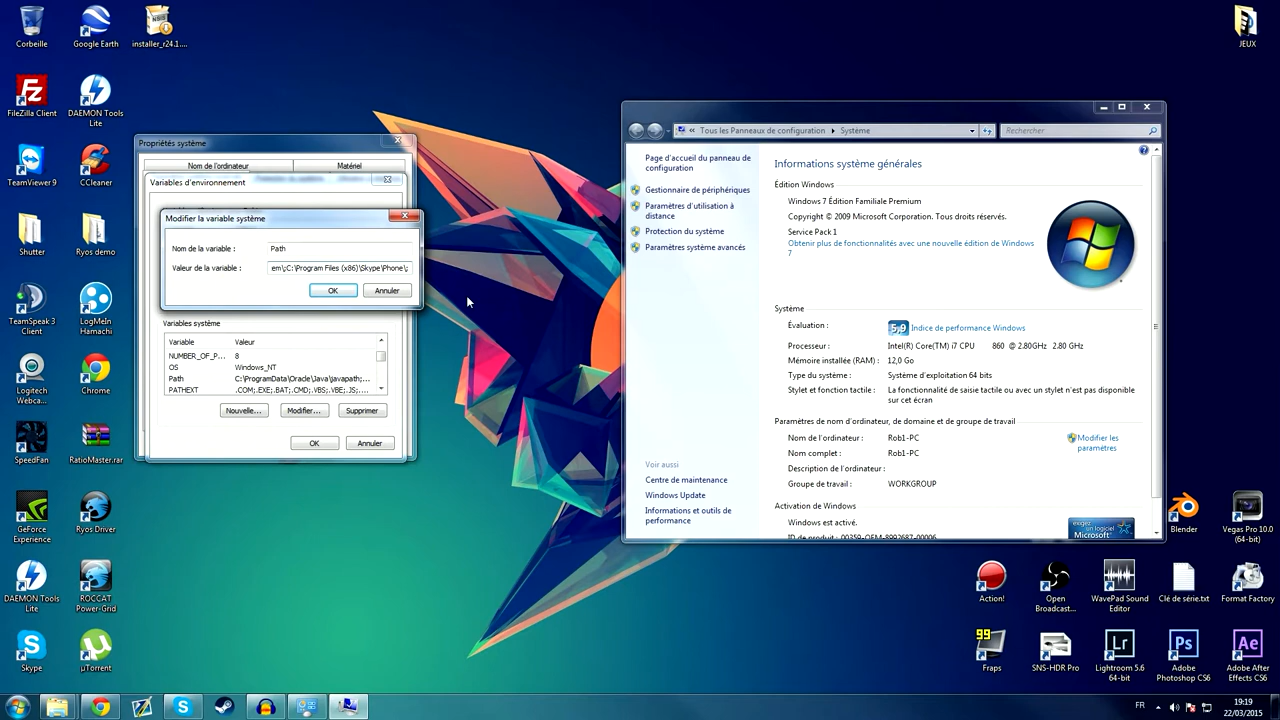 Corbeille
Google Earth
installer_r24.1....
JEUX
FileZilla Client
DAEMON Tools
Lite
TeamViewer 9
CCleaner
Shutter
Ryos demo
TeamSpeak 3
Client
LogMeIn
Hamachi
Logitech
Webca...
Chrome
SpeedFan
RatioMaster.rar
GeForce
Experience
Ryos Driver
DAEMON Tools
Lite
ROCCAT
Power-Grid
Skype
µTorrent
Propriétés système
Nom de l'ordinateur
Matériel
Variables d'environnement
Modifier la variable système
Nom de la variable :
Path
Valeur de la variable :
em\;C:\Program Files (x86)\Skype\Phone\;
OK
Annuler
Variables système
Variable
Valeur
NUMBER_OF_P...
8
OS
Windows_NT
Path
C:\ProgramData\Oracle\Java\javapath;...
PATHEXT
.COM;.EXE;.BAT;.CMD;.VBS;.VBE;.JS;....
Nouvelle...
Modifier...
Supprimer
OK
Annuler
« Tous les Panneaux de configuration
Système
Rechercher
Page d'accueil du panneau de
configuration
Gestionnaire de périphériques
Paramètres d'utilisation à
distance
Protection du système
Paramètres système avancés
Voir aussi
Centre de maintenance
Windows Update
Informations et outils de
performance
Informations système générales
Édition Windows
Windows 7 Édition Familiale Premium
Copyright © 2009 Microsoft Corporation. Tous droits réservés.
Service Pack 1
Obtenir plus de fonctionnalités avec une nouvelle édition de Windows
7
Système
Évaluation :
5,9
Indice de performance Windows
Processeur :
Intel(R) Core(TM) i7 CPU 860 @ 2.80GHz 2.80 GHz
Mémoire installée (RAM) :
12,0 Go
Type du système :
Système d'exploitation 64 bits
Stylet et fonction tactile :
La fonctionnalité de saisie tactile ou avec un stylet n'est pas disponible
sur cet écran
Paramètres de nom d'ordinateur, de domaine et de groupe de travail
Nom de l'ordinateur :
Rob1-PC
Modifier les
paramètres
Nom complet :
Rob1-PC
Description de l'ordinateur :
Groupe de travail :
WORKGROUP
Activation de Windows
Windows est activé.
ID de produit : 00359-OEM-8992687-00006
exigez
un logiciel
Microsoft
Blender
Vegas Pro 10.0
(64-bit)
Action!
Open
Broadcast...
WavePad Sound
Editor
Clé de série.txt
Format Factory
99
Fraps
SNS-HDR Pro
Lr
Lightroom 5.6
64-bit
Ps
Adobe
Photoshop CS6
Ae
Adobe After
Effects CS6
FR
19:19
22/03/2015